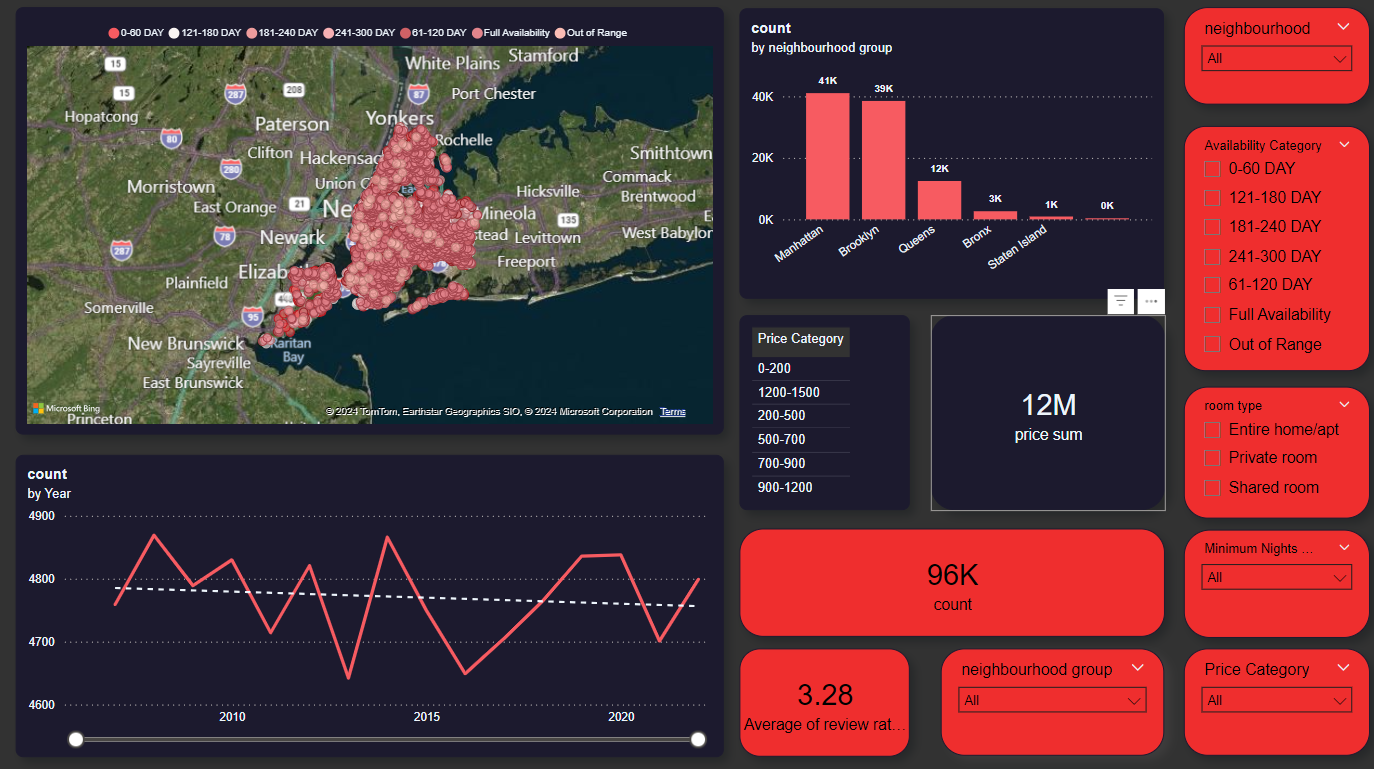 0-60 DAY 121-180 DAY 181-240 DAY 241-300 DAY 61-120 DAY Full Availability Out of Range
15
White Plains
Stamford
15
287
208
87
Port Chester
Hopatcong
Paterson
Yonkers
80
Clifton
Hackensac
Rochelle
280
Smithtown
Morristown
Union C
Commack
Hicksville
Brentwood
East Orange
21
Ne
Mineola
135
78
Newark
stead
Levittown
West Babylon
287
Elizab
Freeport
Plainfield
Somerville
95
New Brunswick
Raritan
Bay
Sayreville
East Brunswick
Microsoft Bing
Princeton
© 2024 TomTom, Earthstar Geographics SIO, © 2024 Microsoft Corporation Terms
count
by Year
4900
4800
4700
4600
2010 2015 2020
count
by neighbourhood group
40K
20K
0K
41K
39K
12K
3K
1K
0K
Manhattan
Brooklyn
Queens
Bronx
Staten Island
Price Category
0-200
1200-1500
200-500
500-700
700-900
900-1200
12M
price sum
96K
count
3.28
Average of review rat...
neighbourhood group
All
neighbourhood
All
Availability Category
0-60 DAY
121-180 DAY
181-240 DAY
241-300 DAY
61-120 DAY
Full Availability
Out of Range
room type
Entire home/apt
Private room
Shared room
Minimum Nights ...
All
Price Category
All